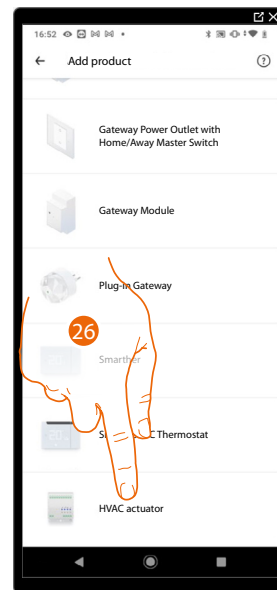 16:52
Add product
Gateway Power Outlet with
Home/Away Master Switch
Gateway Module
Plug-in Gateway
26
Smarther
Thermostat
HVAC actuator